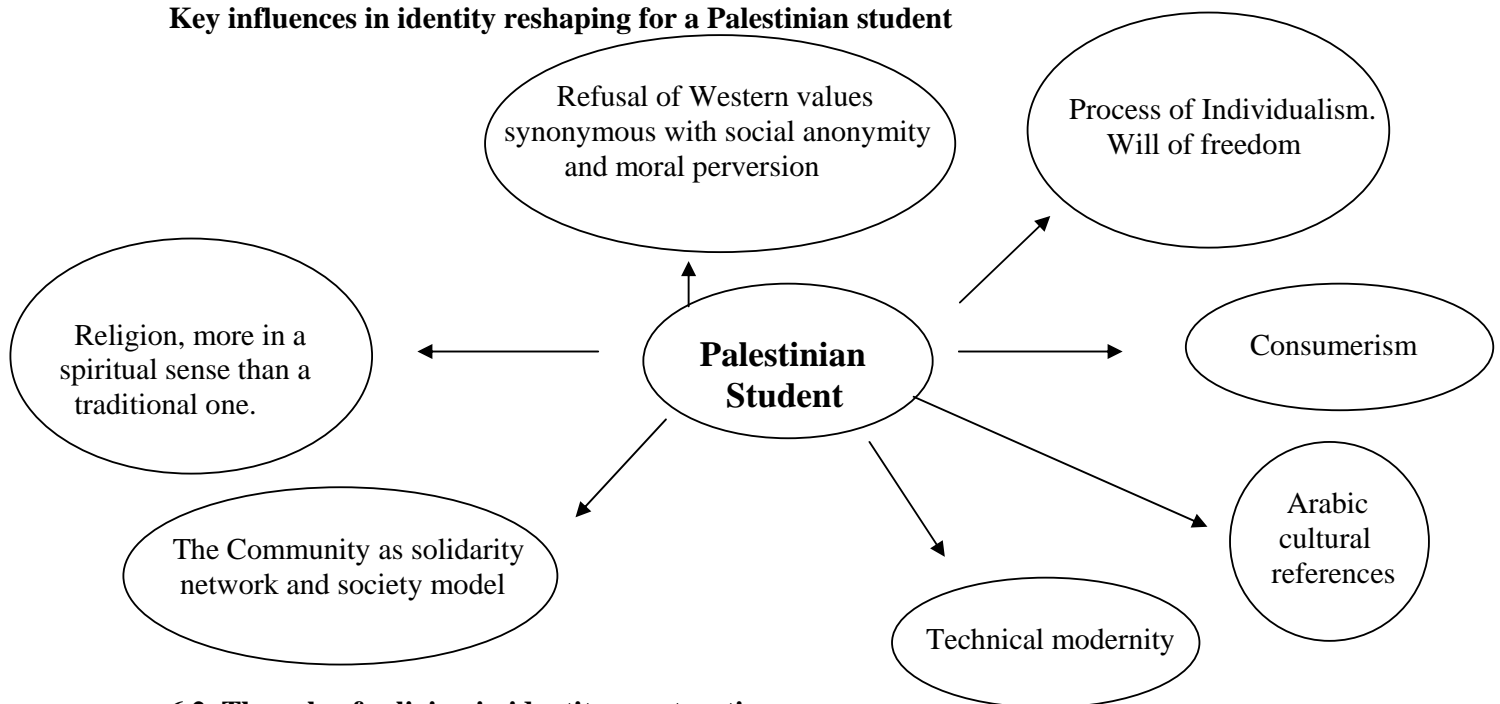 Key influences in identity reshaping for a Palestinian student
Refusal of Western values
synonymous with social anonymity
and moral perversion
Process of Individualism.
Will of freedom
Religion, more in a
spiritual sense than a
traditional one.
Palestinian
Student
Consumerism
The Community as solidarity
network and society model
Arabic
cultural
references
Technical modernity